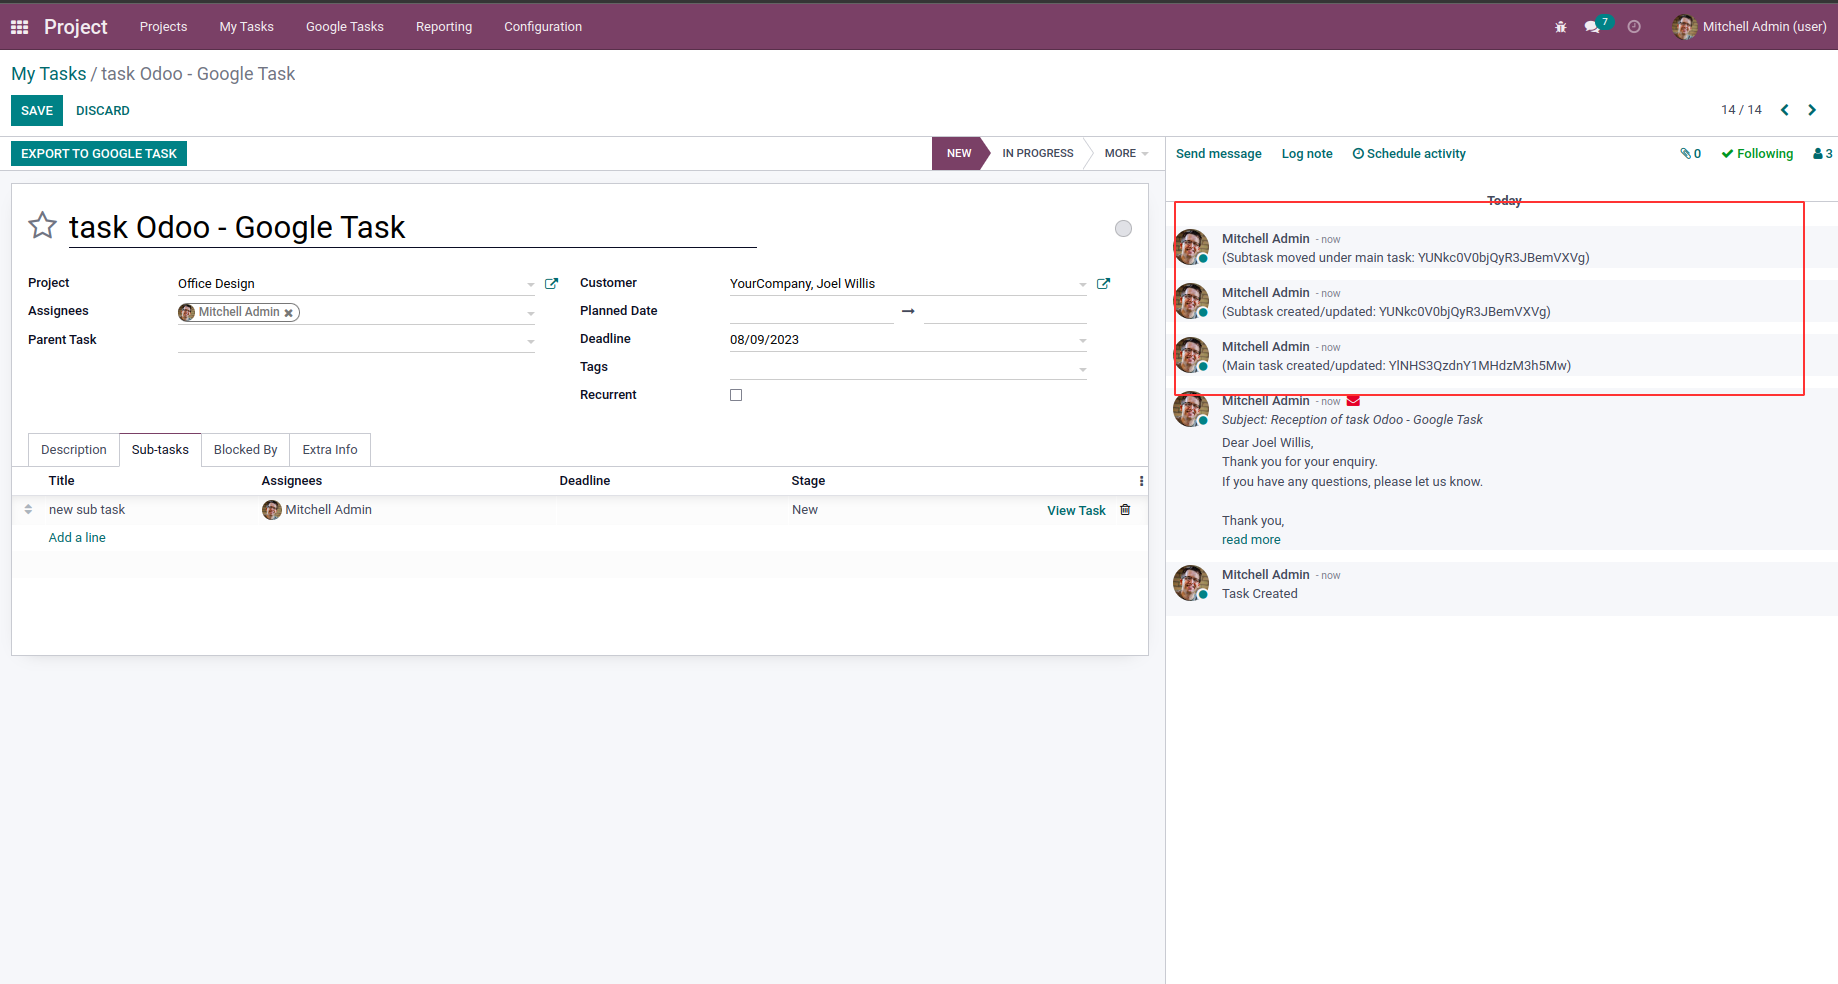 Project Projects My Tasks Google Tasks Reporting Configuration 7 Mitchell Admin (user)
My Tasks / task Odoo - Google Task
SAVE DISCARD 14 / 14
EXPORT TO GOOGLE TASK NEW IN PROGRESS MORE
task Odoo - Google Task
Project Office Design
Assignees Mitchell Admin
Parent Task
Customer YourCompany, Joel Willis
Planned Date
Deadline 08/09/2023
Tags
Recurrent
Description Sub-tasks Blocked By Extra Info
Title Assignees Deadline Stage
new sub task Mitchell Admin New View Task
Add a line
Send message Log note Schedule activity 0 Following 3
Today
Mitchell Admin - now
(Subtask moved under main task: YUNkc0V0bjQyR3JBemVXVg)
Mitchell Admin - now
(Subtask created/updated: YUNkc0V0bjQyR3JBemVXVg)
Mitchell Admin - now
(Main task created/updated: YlNHS3QzdnY1MHdzM3h5Mw)
Mitchell Admin - now
Subject: Reception of task Odoo - Google Task
Dear Joel Willis,
Thank you for your enquiry.
If you have any questions, please let us know.
Thank you,
read more
Mitchell Admin - now
Task Created